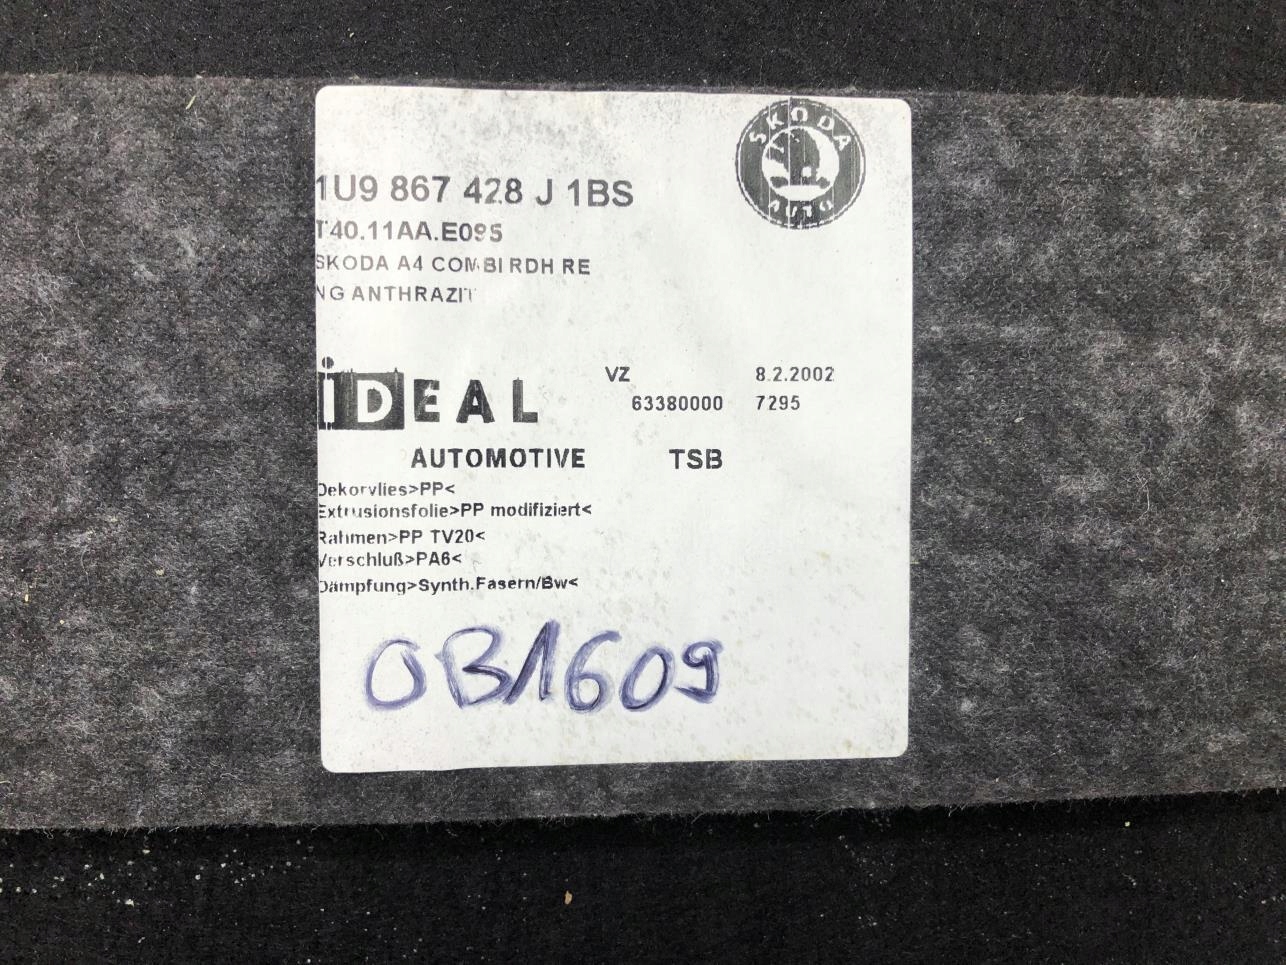 SKODA
AUTO
1U9 867 428 J 1BS
T40.11AA.E095
SKODA A4 COMBI RDH RE
NG ANTHRAZIT
iDEAL
VZ 8.2.2002
63380000 7295
AUTOMOTIVE TSB
Dekorvlies>PP<
Extrusionsfolie>PP modifiziert<
Rahmen>PP TV20<
Verschluß>PA6<
Dämpfung>Synth.Fasern/Bw<
OB1609